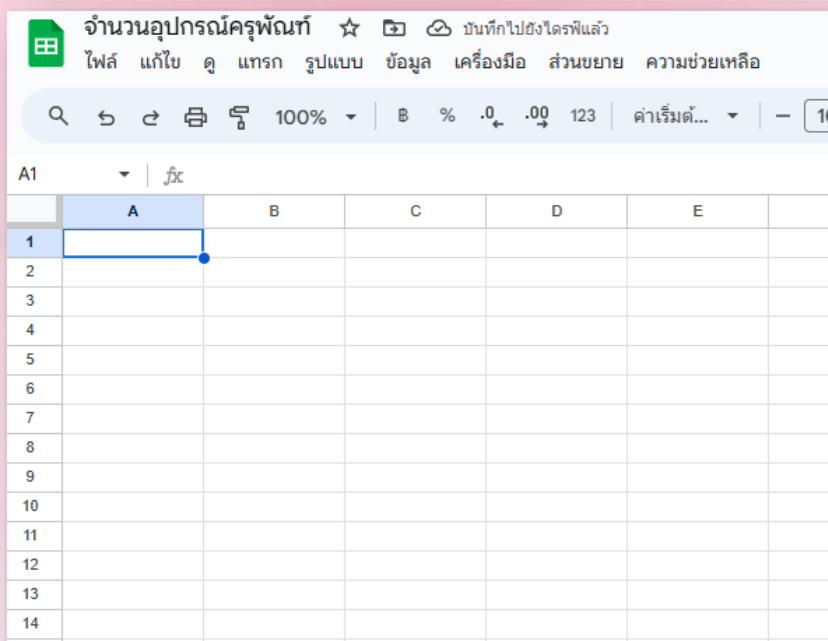 จำนวนอุปกรณ์ครุพัณฑ์ บันทึกไปยังไดรฟ์แล้ว
ไฟล์ แก้ไข ดู แทรก รูปแบบ ข้อมูล เครื่องมือ ส่วนขยาย ความช่วยเหลือ
100% ฿ % .0 .00 123 ค่าเริ่มต้... 
A1 fx
A B C D E
1
2
3
4
5
6
7
8
9
10
11
12
13
14